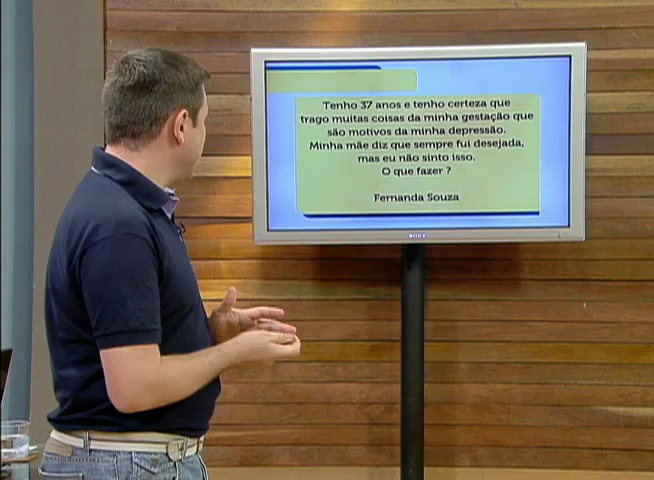 Tenho 37 anos e tenho certeza que
trago muitas coisas da minha gestação que
são motivos da minha depressão.
Minha mãe diz que sempre fui desejada,
mas eu não sinto isso.
O que fazer ?
Fernanda Souza
SONY